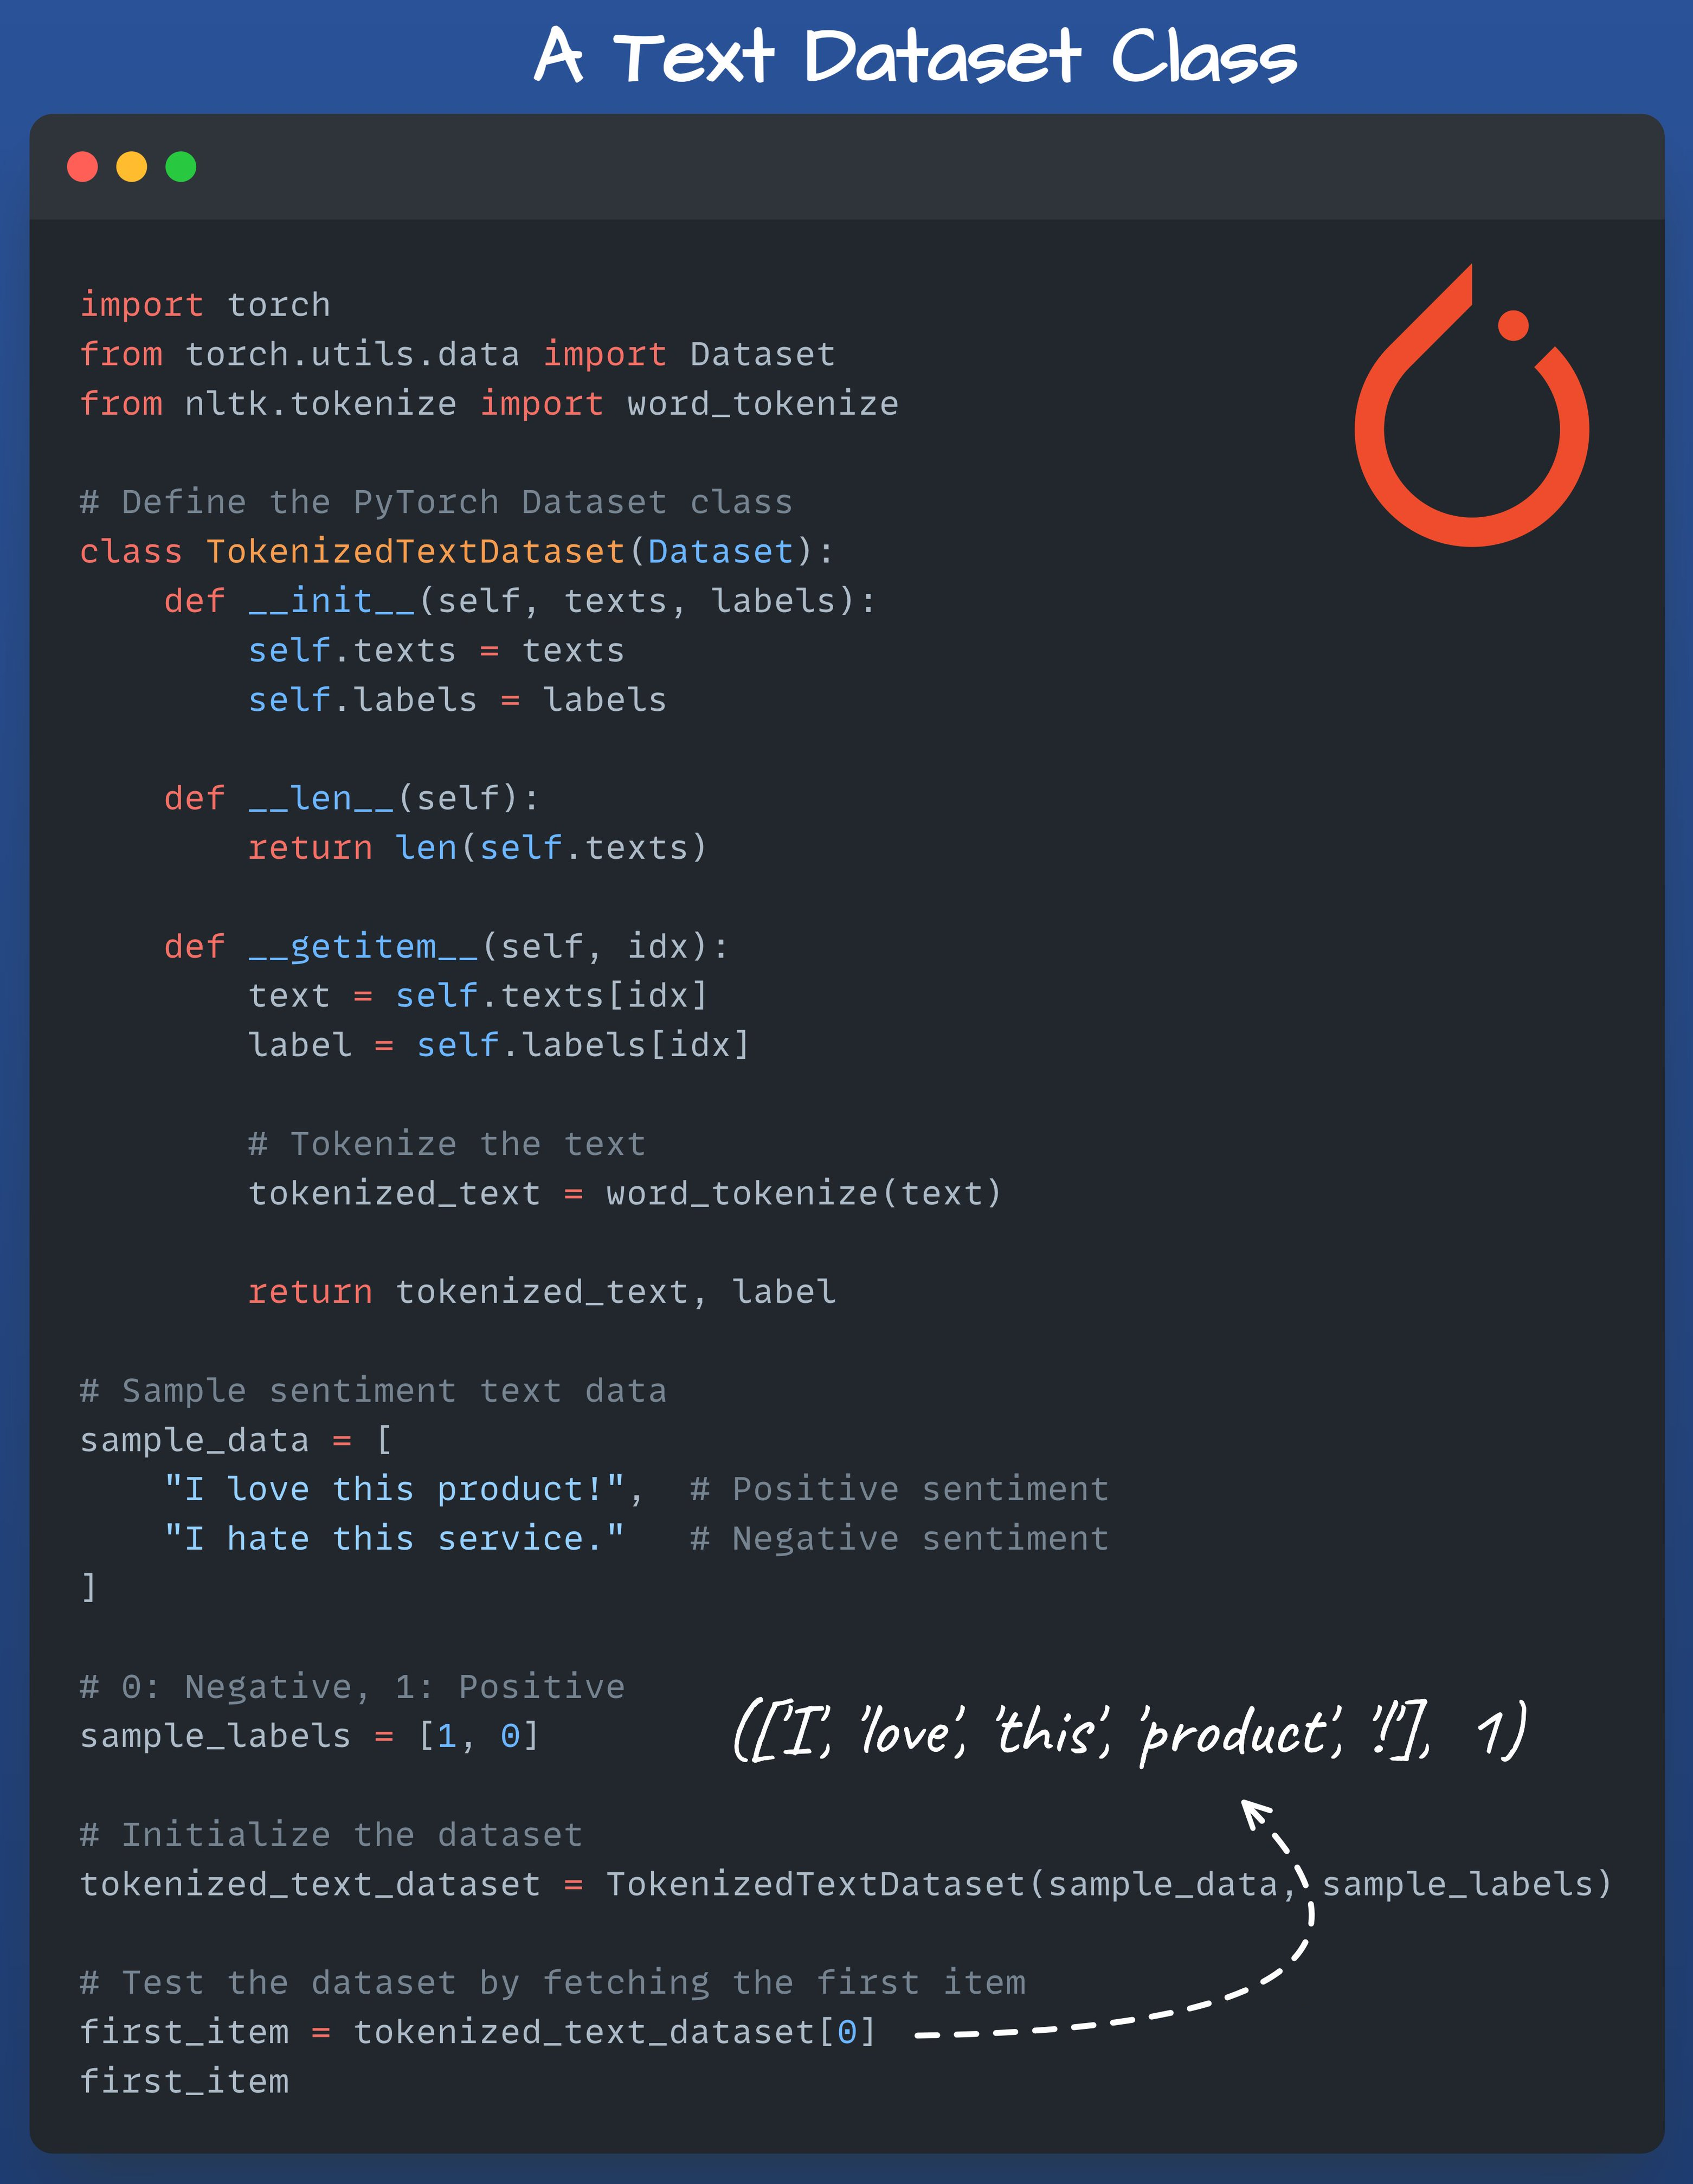 A Text Dataset Class
import torch
from torch.utils.data import Dataset
from nltk.tokenize import word_tokenize
# Define the PyTorch Dataset class
class TokenizedTextDataset(Dataset):
    def __init__(self, texts, labels):
        self.texts = texts
        self.labels = labels
    def __len__(self):
        return len(self.texts)
    def __getitem__(self, idx):
        text = self.texts[idx]
        label = self.labels[idx]
        # Tokenize the text
        tokenized_text = word_tokenize(text)
        return tokenized_text, label
# Sample sentiment text data
sample_data = [
    "I love this product!",  # Positive sentiment
    "I hate this service."   # Negative sentiment
]
# 0: Negative, 1: Positive
sample_labels = [1, 0]
(['I', 'love', 'this', 'product', '!'], 1)
# Initialize the dataset
tokenized_text_dataset = TokenizedTextDataset(sample_data, sample_labels)
# Test the dataset by fetching the first item
first_item = tokenized_text_dataset[0]
first_item